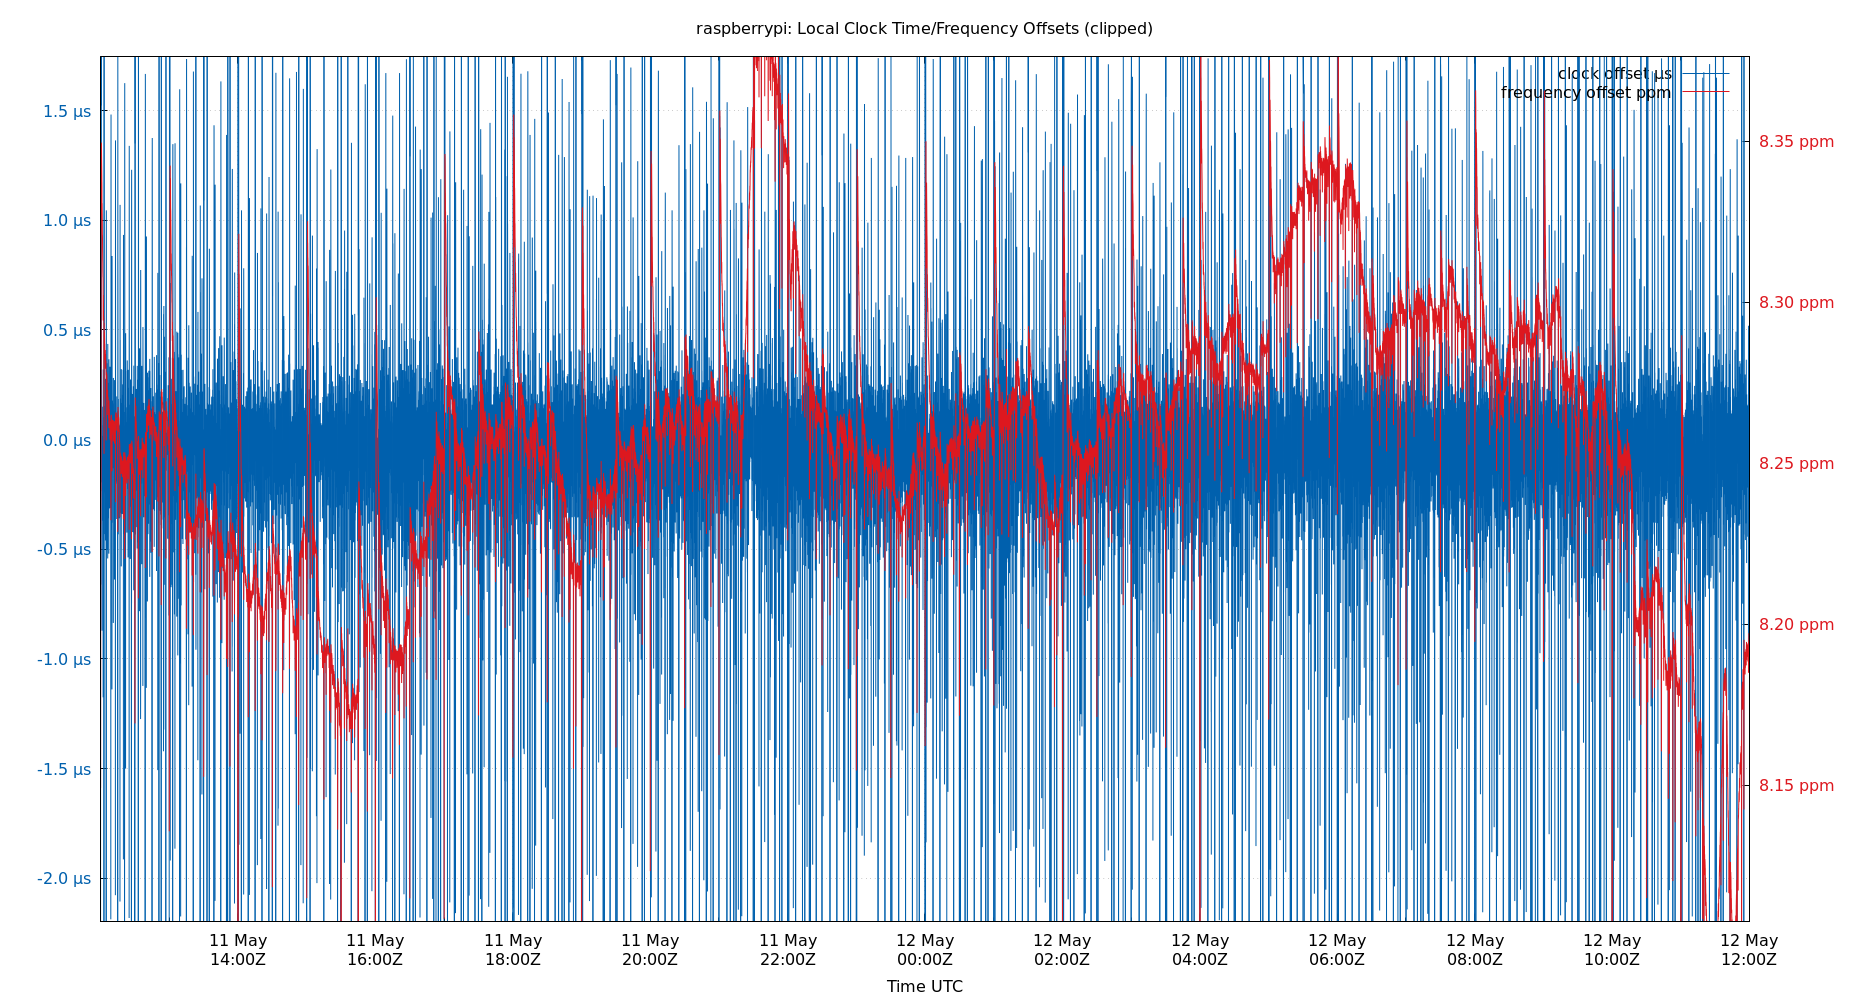 raspberrypi: Local Clock Time/Frequency Offsets (clipped)
clock offset µs
frequency offset ppm
1.5 µs
1.0 µs
0.5 µs
0.0 µs
-0.5 µs
-1.0 µs
-1.5 µs
-2.0 µs
8.35 ppm
8.30 ppm
8.25 ppm
8.20 ppm
8.15 ppm
11 May 11 May 11 May 11 May 11 May 12 May 12 May 12 May 12 May 12 May 12 May 12 May
14:00Z 16:00Z 18:00Z 20:00Z 22:00Z 00:00Z 02:00Z 04:00Z 06:00Z 08:00Z 10:00Z 12:00Z
Time UTC